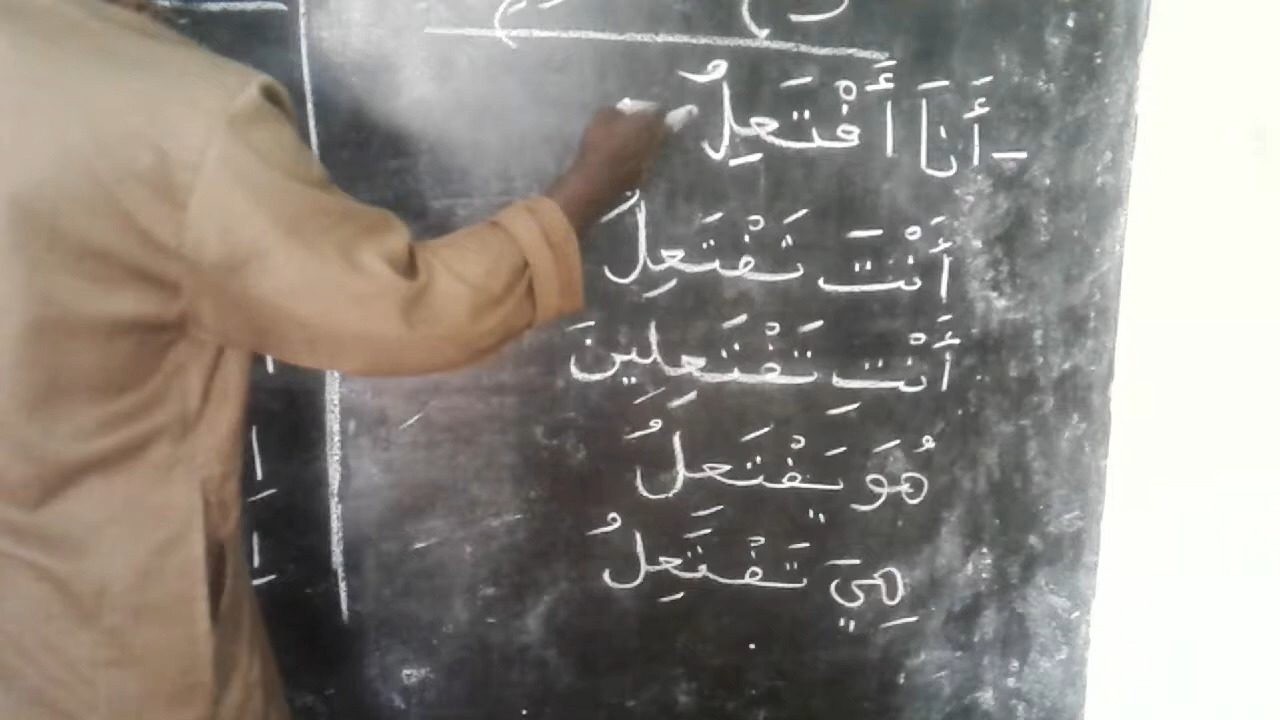 - أَنَا أَفْتَعِلُ
أَنْتَ تَفْتَعِلُ
أَنْتِ تَفْتَعِلِينَ
هُوَ يَفْتَعِلُ
هِيَ تَفْتَعِلُ